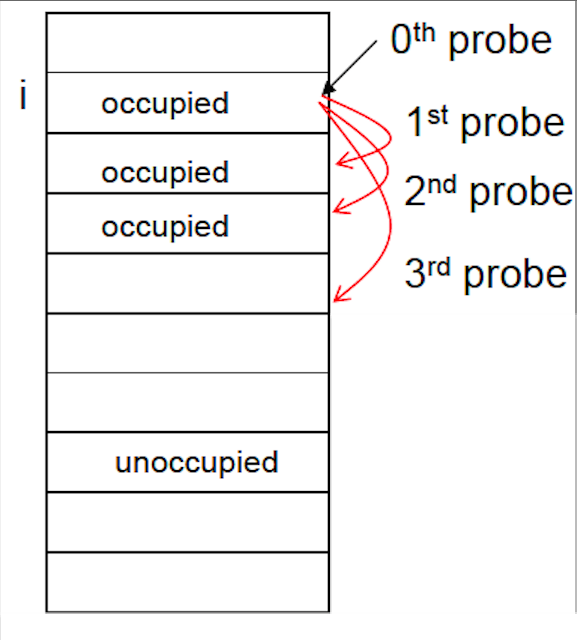 0th probe
i
occupied
1st probe
occupied
2nd probe
occupied
3rd probe
unoccupied